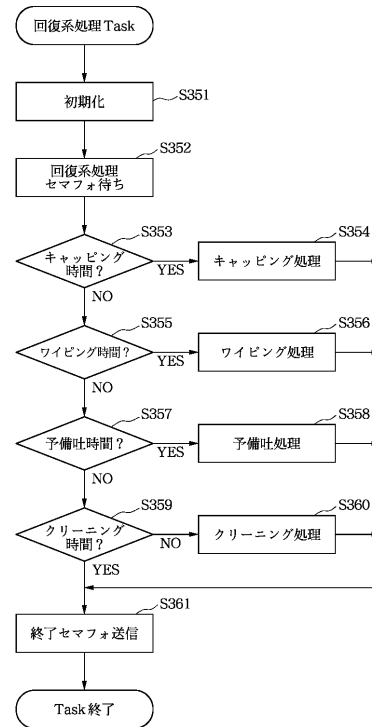 回復系処理Task
S351
初期化
S352
回復系処理
セマフォ待ち
S353
キャッピング
時間？
YES
S354
キャッピング処理
NO
S355
ワイピング時間？
YES
S356
ワイピング処理
NO
S357
予備吐時間？
YES
S358
予備吐処理
NO
S359
クリーニング
時間？
NO
S360
クリーニング処理
YES
S361
終了セマフォ送信
Task終了